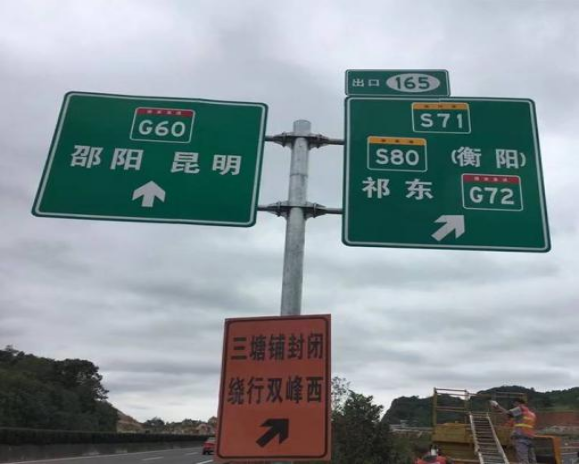 G60
邵阳 昆明
出口 165
S71
S80 (衡阳)
祁东 G72
三塘铺封闭
绕行双峰西